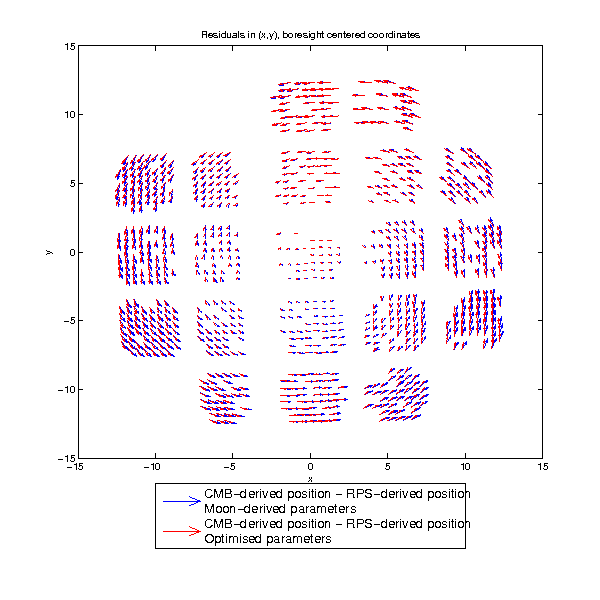 Residuals in (x,y), boresight centered coordinates
15
10
5
0
−5
−10
−15
y
−15
−10
−5
0
5
10
15
x
CMB−derived position − RPS−derived position
Moon−derived parameters
CMB−derived position − RPS−derived position
Optimised parameters